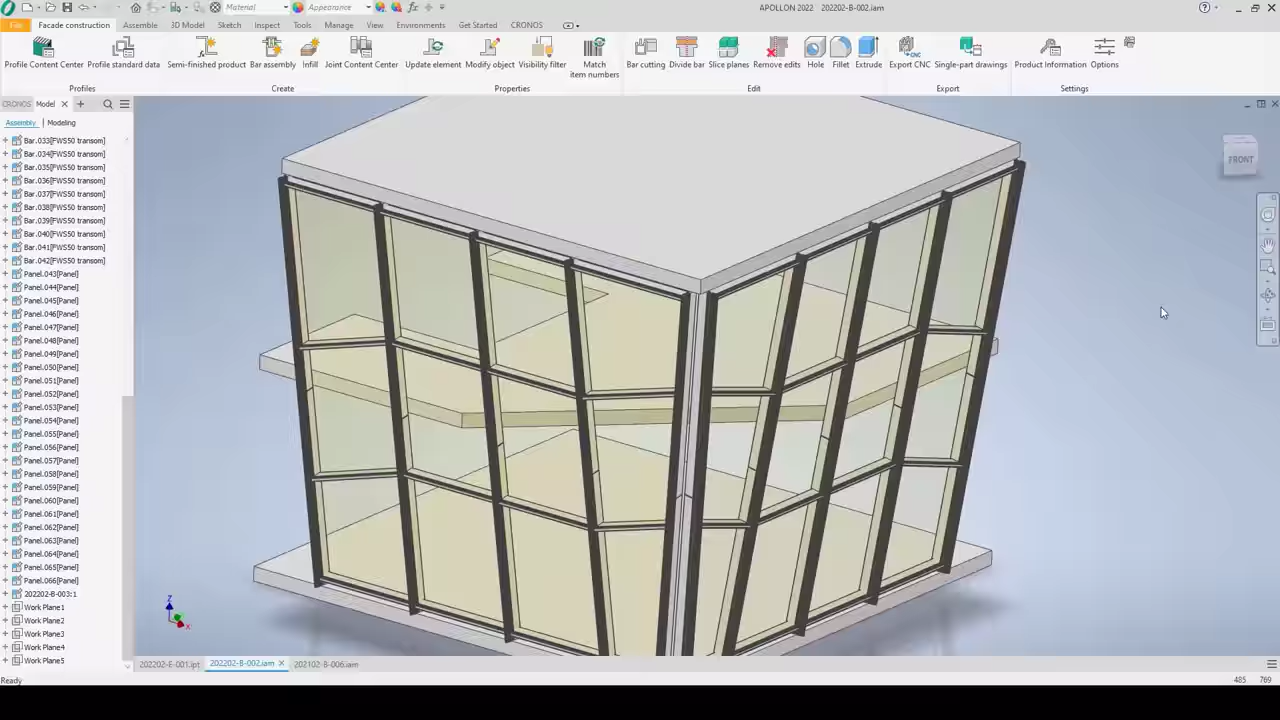 Material
Appearance
APOLLON 2022 202202-B-002.iam
File Facade construction Assemble 3D Model Sketch Inspect Tools Manage View Environments Get Started CRONOS
Profile Content Center Profile standard data Semi-finished product Bar assembly Infill Joint Content Center Update element Modify object Visibility filter Match item numbers Bar cutting Divide bar Slice planes Remove edits Hole Fillet Extrude Export CNC Single-part drawings Product Information Options
Profiles Create Properties Edit Export Settings
CRONOS Model
Assembly Modeling
Bar.033[FWS50 transom]
Bar.034[FWS50 transom]
Bar.035[FWS50 transom]
Bar.036[FWS50 transom]
Bar.037[FWS50 transom]
Bar.038[FWS50 transom]
Bar.039[FWS50 transom]
Bar.040[FWS50 transom]
Bar.041[FWS50 transom]
Bar.042[FWS50 transom]
Panel.043[Panel]
Panel.044[Panel]
Panel.045[Panel]
Panel.046[Panel]
Panel.047[Panel]
Panel.048[Panel]
Panel.049[Panel]
Panel.050[Panel]
Panel.051[Panel]
Panel.052[Panel]
Panel.053[Panel]
Panel.054[Panel]
Panel.055[Panel]
Panel.056[Panel]
Panel.057[Panel]
Panel.058[Panel]
Panel.059[Panel]
Panel.060[Panel]
Panel.061[Panel]
Panel.062[Panel]
Panel.063[Panel]
Panel.064[Panel]
Panel.065[Panel]
Panel.066[Panel]
202202-B-003:1
Work Plane1
Work Plane2
Work Plane3
Work Plane4
Work Plane5
FRONT
Z
X
202202-E-001.ipt 202202-B-002.iam 202102-B-006.iam
Ready
485 769